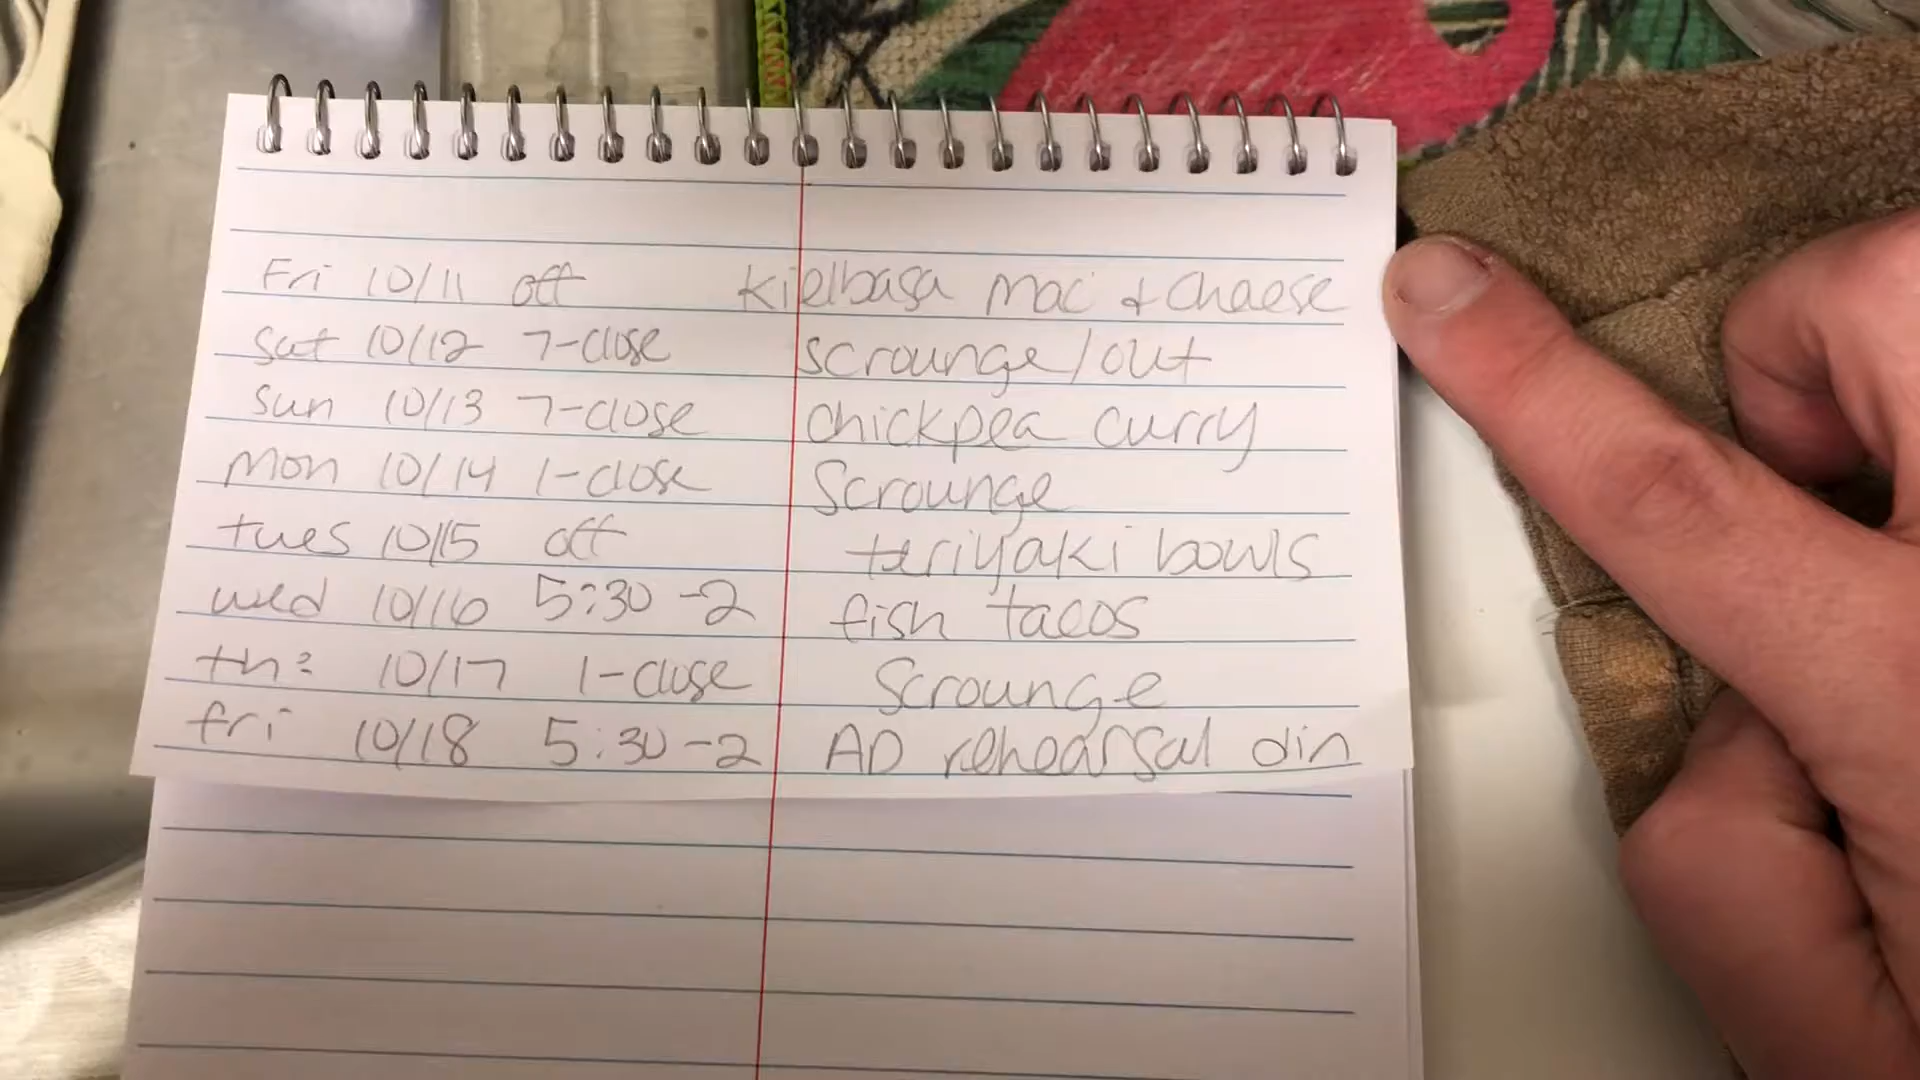 Fri 10/11 off kielbasa mac & cheese
Sat 10/12 7-close scrounge/out
Sun 10/13 7-close chickpea curry
Mon 10/14 1-close Scrounge
tues 10/15 off teriyaki bowls
wed 10/16 5:30-2 fish tacos
th: 10/17 1-close Scrounge
fri 10/18 5:30-2 AD rehearsal din